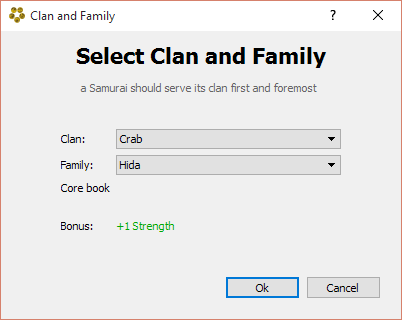 Clan and Family
?
Select Clan and Family
a Samurai should serve its clan first and foremost
Clan: Crab
Family: Hida
Core book
Bonus: +1 Strength
Ok Cancel